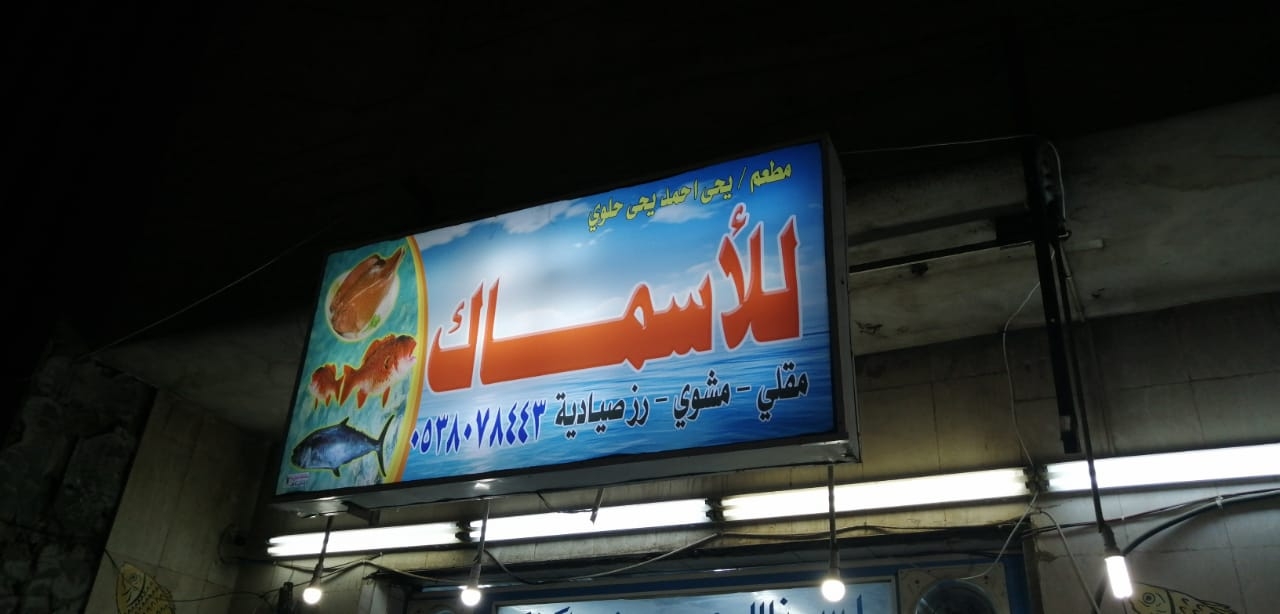 مطعم / يحى احمد يحى حلوي
للأسماك
مقلي - مشوي - رز صيادية ٠٥٣٨٠٧٨٤٤٣